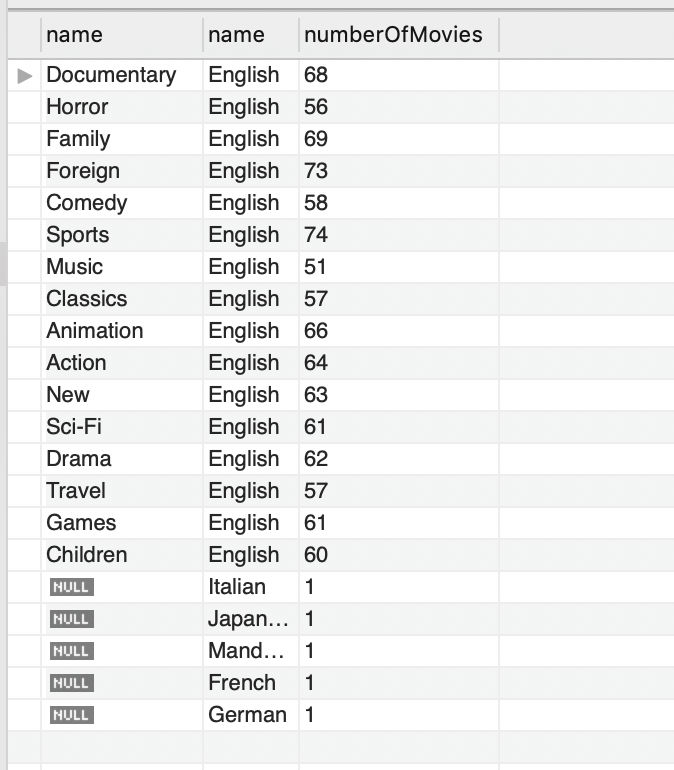 name name numberOfMovies
Documentary English 68
Horror English 56
Family English 69
Foreign English 73
Comedy English 58
Sports English 74
Music English 51
Classics English 57
Animation English 66
Action English 64
New English 63
Sci-Fi English 61
Drama English 62
Travel English 57
Games English 61
Children English 60
NULL Italian 1
NULL Japan... 1
NULL Mand... 1
NULL French 1
NULL German 1